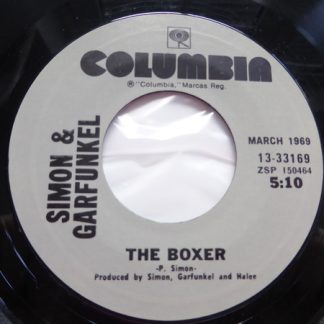 COLUMBIA
® "Columbia," Marcas Reg.
SIMON &
GARFUNKEL
MARCH 1969
13-33169
ZSP 150464
5:10
THE BOXER
-P. Simon-
Produced by Simon, Garfunkel and Halee